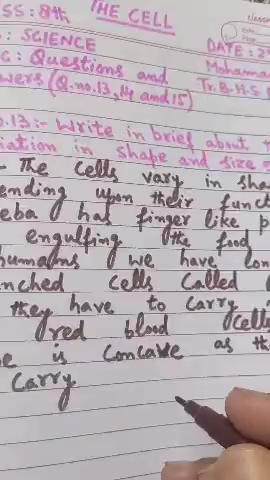 SS: 8th THE CELL
: SCIENCE
C: Questions and
wers (Q.no.13, 14 and 15)
DATE: 2
Mohamma
Tr. B.H.S
.13:- Write in brief about
iation in shape and size
- The cells vary in sha
ending upon their funct
eba has finger like p
engulfing the food
humans we have lon
nched cells called
they have to carry
red blood cells
e is concave as th
carry